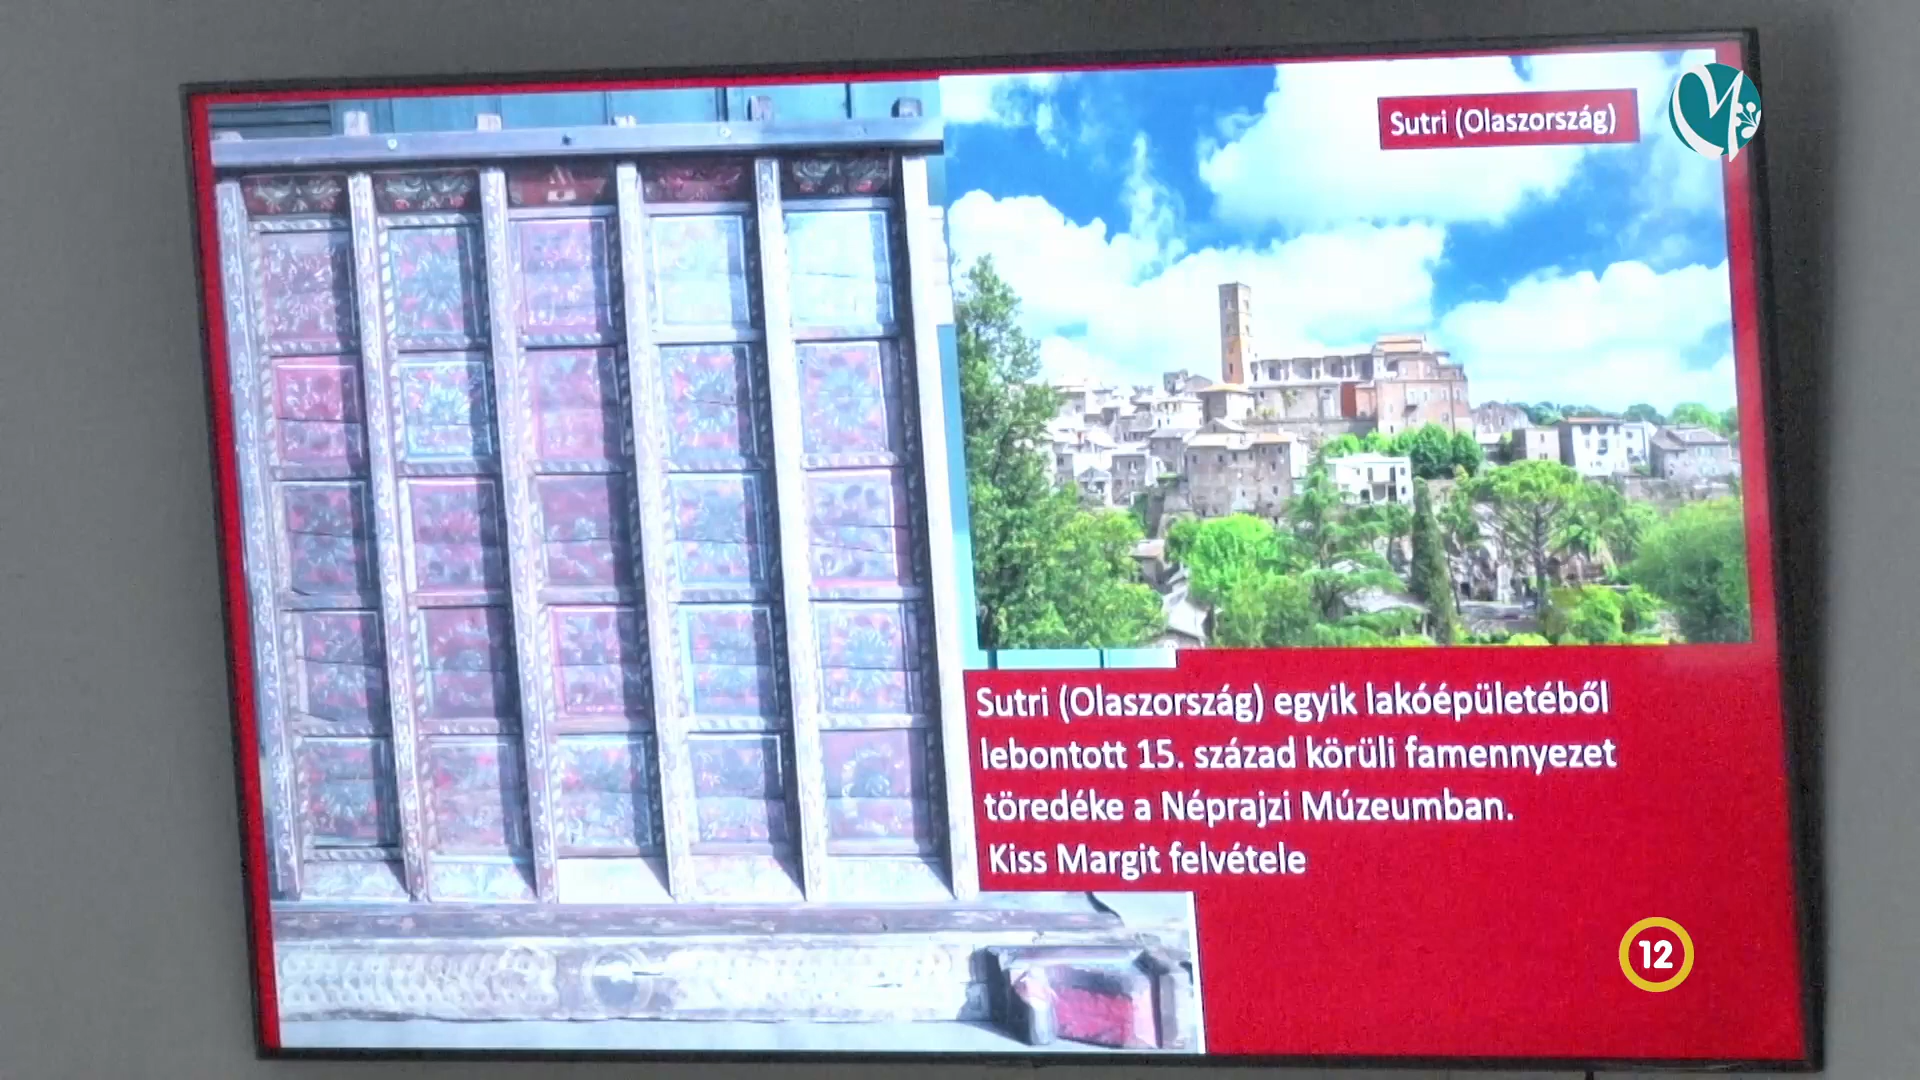 Sutri (Olaszország)
Sutri (Olaszország) egyik lakóépületéből
lebontott 15. század körüli famennyezet
töredéke a Néprajzi Múzeumban.
Kiss Margit felvétele
12